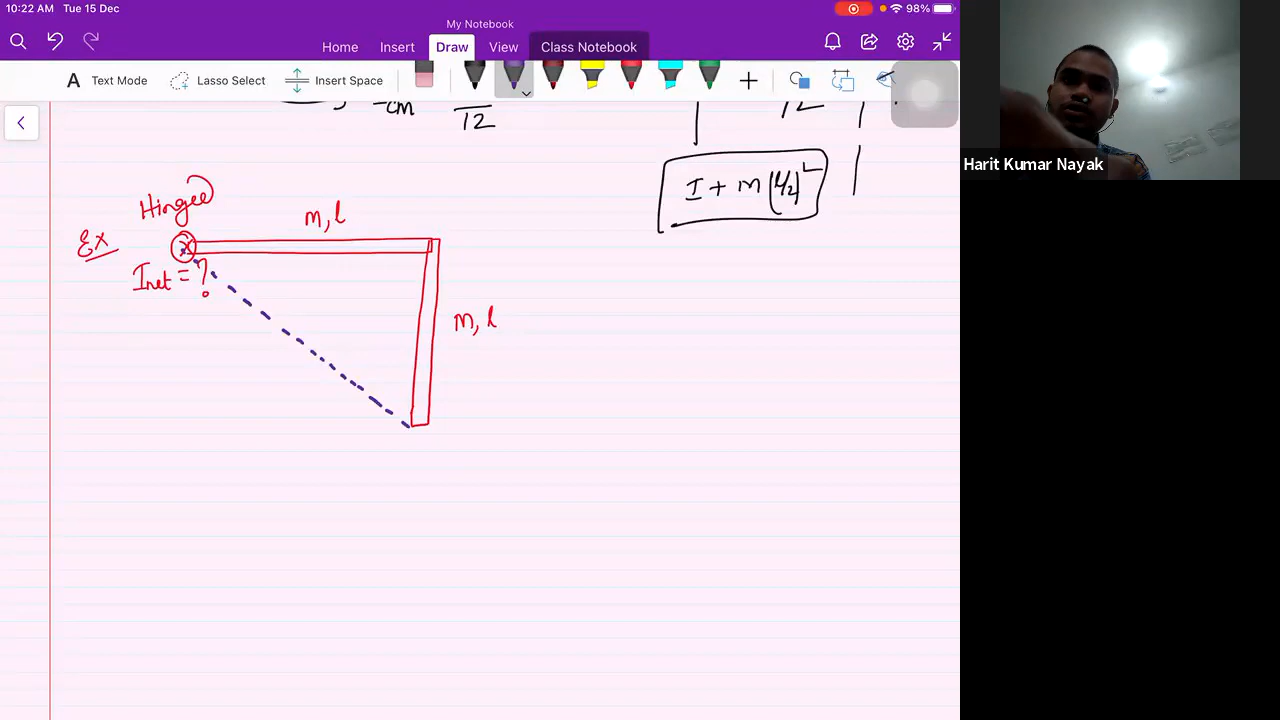 10:22 AM Tue 15 Dec
98%
My Notebook
Home Insert Draw View Class Notebook
A Text Mode Lasso Select Insert Space
-cm
12
12
I + m(l/2)²
Hinged
m, l
Ex
Inet = ?
m, l
Harit Kumar Nayak